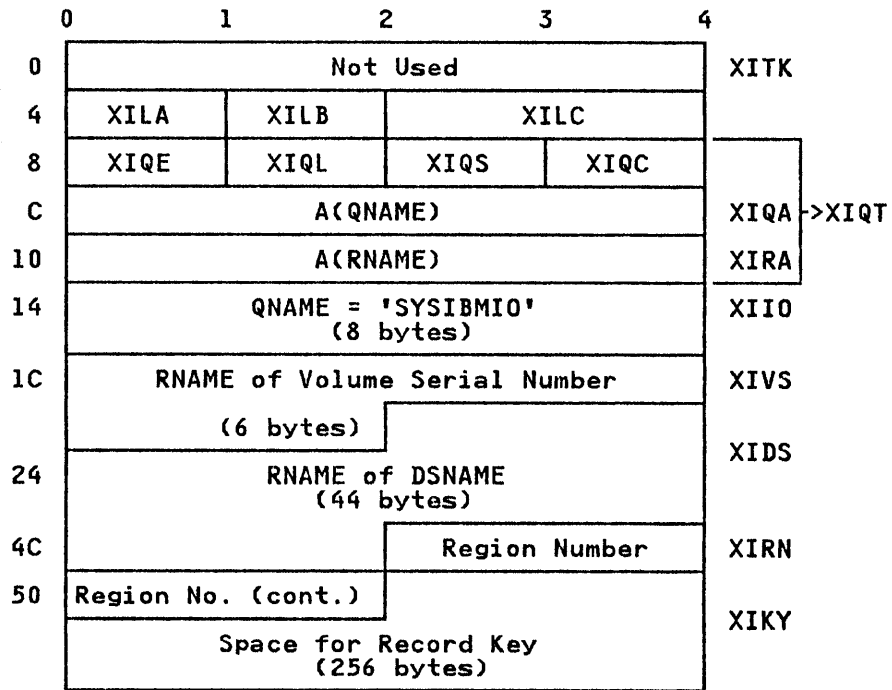 0 1 2 3 4
0 Not Used XITK
4 XILA XILB XILC
8 XIQE XIQL XIQS XIQC
C A(QNAME) XIQA ->XIQT
10 A(RNAME) XIRA
14 QNAME = 'SYSIBMIO' XIIO
(8 bytes)
1C RNAME of Volume Serial Number XIVS
(6 bytes)
XIDS
24 RNAME of DSNAME
(44 bytes)
4C Region Number XIRN
50 Region No. (cont.)
XIKY
Space for Record Key
(256 bytes)